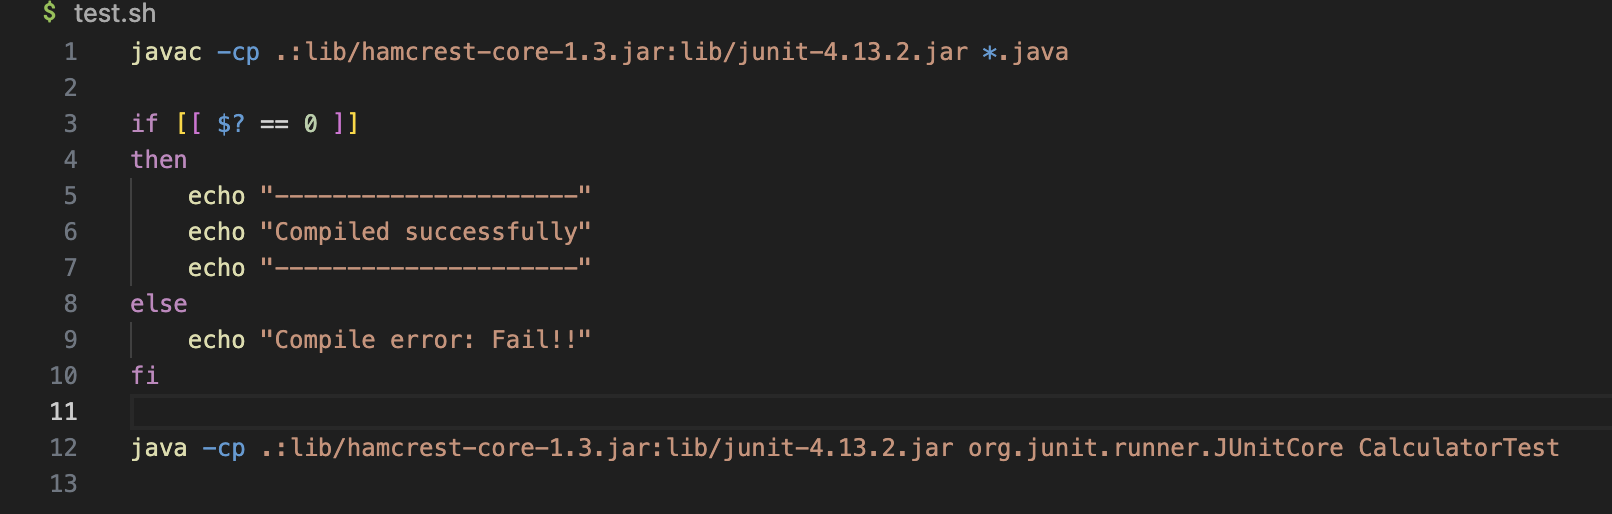 $ test.sh
1 javac -cp .:lib/hamcrest-core-1.3.jar:lib/junit-4.13.2.jar *.java
2
3 if [[ $? == 0 ]]
4 then
5 echo "---------------------"
6 echo "Compiled successfully"
7 echo "---------------------"
8 else
9 echo "Compile error: Fail!!"
10 fi
11
12 java -cp .:lib/hamcrest-core-1.3.jar:lib/junit-4.13.2.jar org.junit.runner.JUnitCore CalculatorTest
13